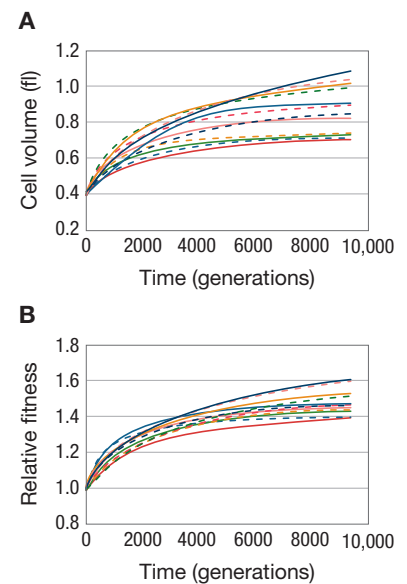 A
Cell volume (fl)
1.2
1.0
0.8
0.6
0.4
0.2
0 2000 4000 6000 8000 10,000
Time (generations)
B
Relative fitness
1.8
1.6
1.4
1.2
1.0
0.8
0 2000 4000 6000 8000 10,000
Time (generations)